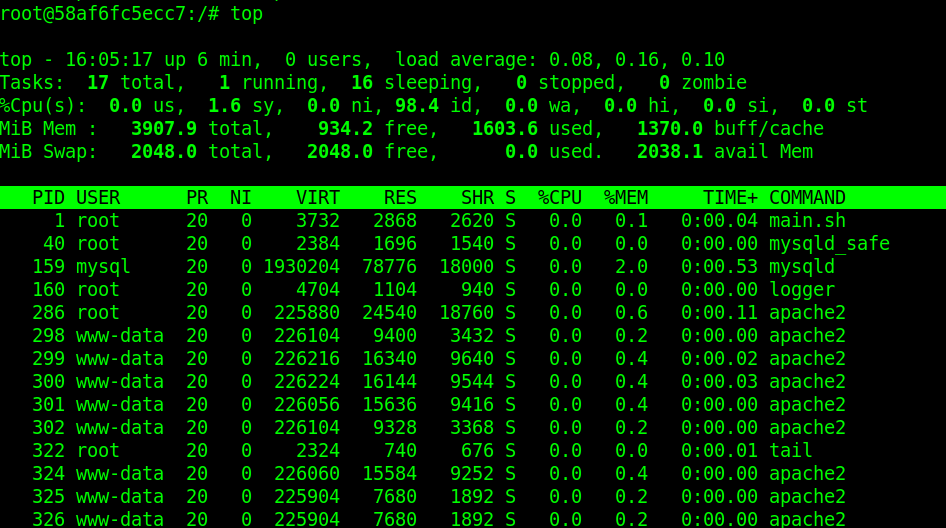 root@58af6fc5ecc7:/# top
top - 16:05:17 up 6 min,  0 users,  load average: 0.08, 0.16, 0.10
Tasks:  17 total,   1 running,  16 sleeping,   0 stopped,   0 zombie
%Cpu(s):  0.0 us,  1.6 sy,  0.0 ni, 98.4 id,  0.0 wa,  0.0 hi,  0.0 si,  0.0 st
MiB Mem :   3907.9 total,    934.2 free,   1603.6 used,   1370.0 buff/cache
MiB Swap:   2048.0 total,   2048.0 free,      0.0 used.   2038.1 avail Mem
   PID USER      PR  NI    VIRT    RES    SHR S  %CPU  %MEM     TIME+ COMMAND
     1 root      20   0    3732   2868   2620 S   0.0   0.1   0:00.04 main.sh
    40 root      20   0    2384   1696   1540 S   0.0   0.0   0:00.00 mysqld_safe
   159 mysql     20   0 1930204  78776  18000 S   0.0   2.0   0:00.53 mysqld
   160 root      20   0    4704   1104    940 S   0.0   0.0   0:00.00 logger
   286 root      20   0  225880  24540  18760 S   0.0   0.6   0:00.11 apache2
   298 www-data  20   0  226104   9400   3432 S   0.0   0.2   0:00.00 apache2
   299 www-data  20   0  226216  16340   9640 S   0.0   0.4   0:00.02 apache2
   300 www-data  20   0  226224  16144   9544 S   0.0   0.4   0:00.03 apache2
   301 www-data  20   0  226056  15636   9416 S   0.0   0.4   0:00.00 apache2
   302 www-data  20   0  226104   9328   3368 S   0.0   0.2   0:00.00 apache2
   322 root      20   0    2324    740    676 S   0.0   0.0   0:00.01 tail
   324 www-data  20   0  226060  15584   9252 S   0.0   0.4   0:00.00 apache2
   325 www-data  20   0  225904   7680   1892 S   0.0   0.2   0:00.00 apache2
   326 www-data  20   0  225904   7680   1892 S   0.0   0.2   0:00.00 apache2